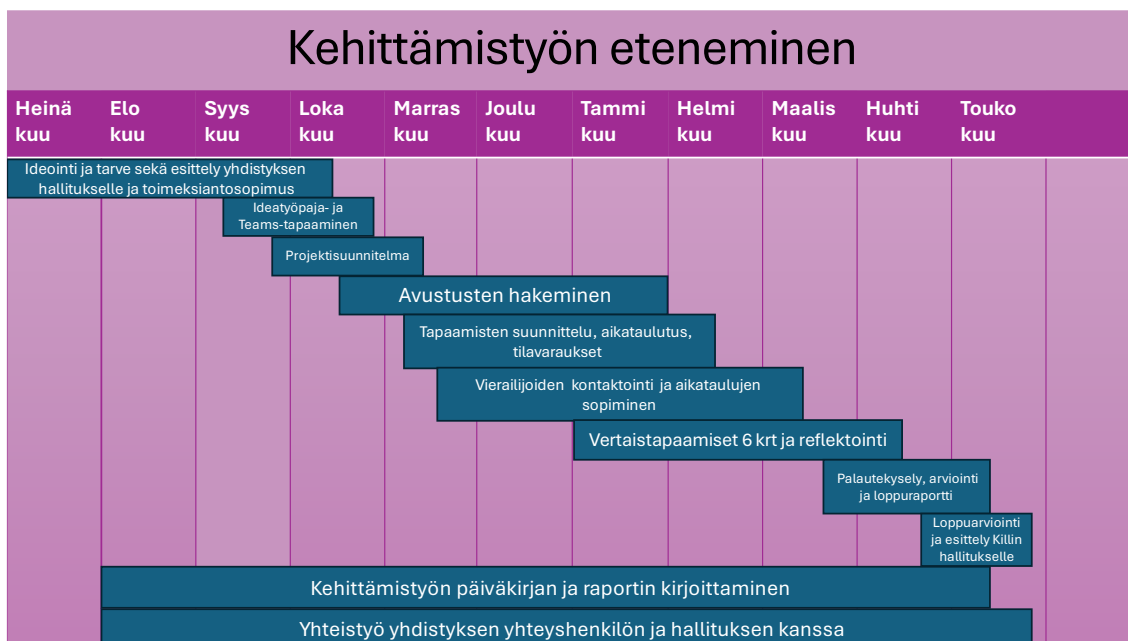 Kehittämistyön eteneminen
Heinä kuu
Elo kuu
Syys kuu
Loka kuu
Marras kuu
Joulu kuu
Tammi kuu
Helmi kuu
Maalis kuu
Huhti kuu
Touko kuu
Ideointi ja tarve sekä esittely yhdistyksen
hallitukselle ja toimeksiantosopimus
Ideatyöpaja- ja
Teams-tapaaminen
Projektisuunnitelma
Avustusten hakeminen
Tapaamisten suunnittelu, aikataulutus,
tilavaraukset
Vierailijoiden kontaktointi ja aikataulujen
sopiminen
Vertaistapaamiset 6 krt ja reflektointi
Palautekysely, arviointi
ja loppuraportti
Loppuarviointi
ja esittely Killin
hallitukselle
Kehittämistyön päiväkirjan ja raportin kirjoittaminen
Yhteistyö yhdistyksen yhteyshenkilön ja hallituksen kanssa